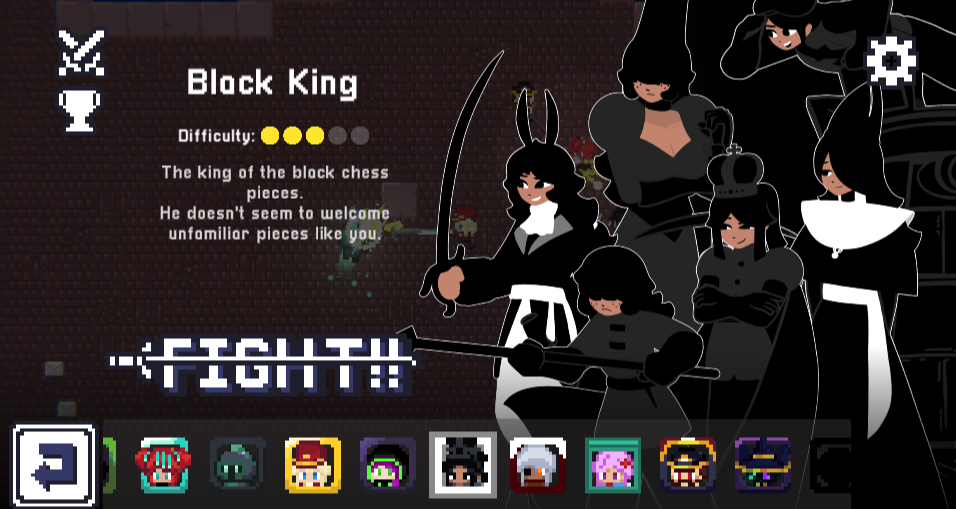 Black King
Difficulty:
The king of the black chess
pieces.
He doesn't seem to welcome
unfamiliar pieces like you.
FIGHT!!